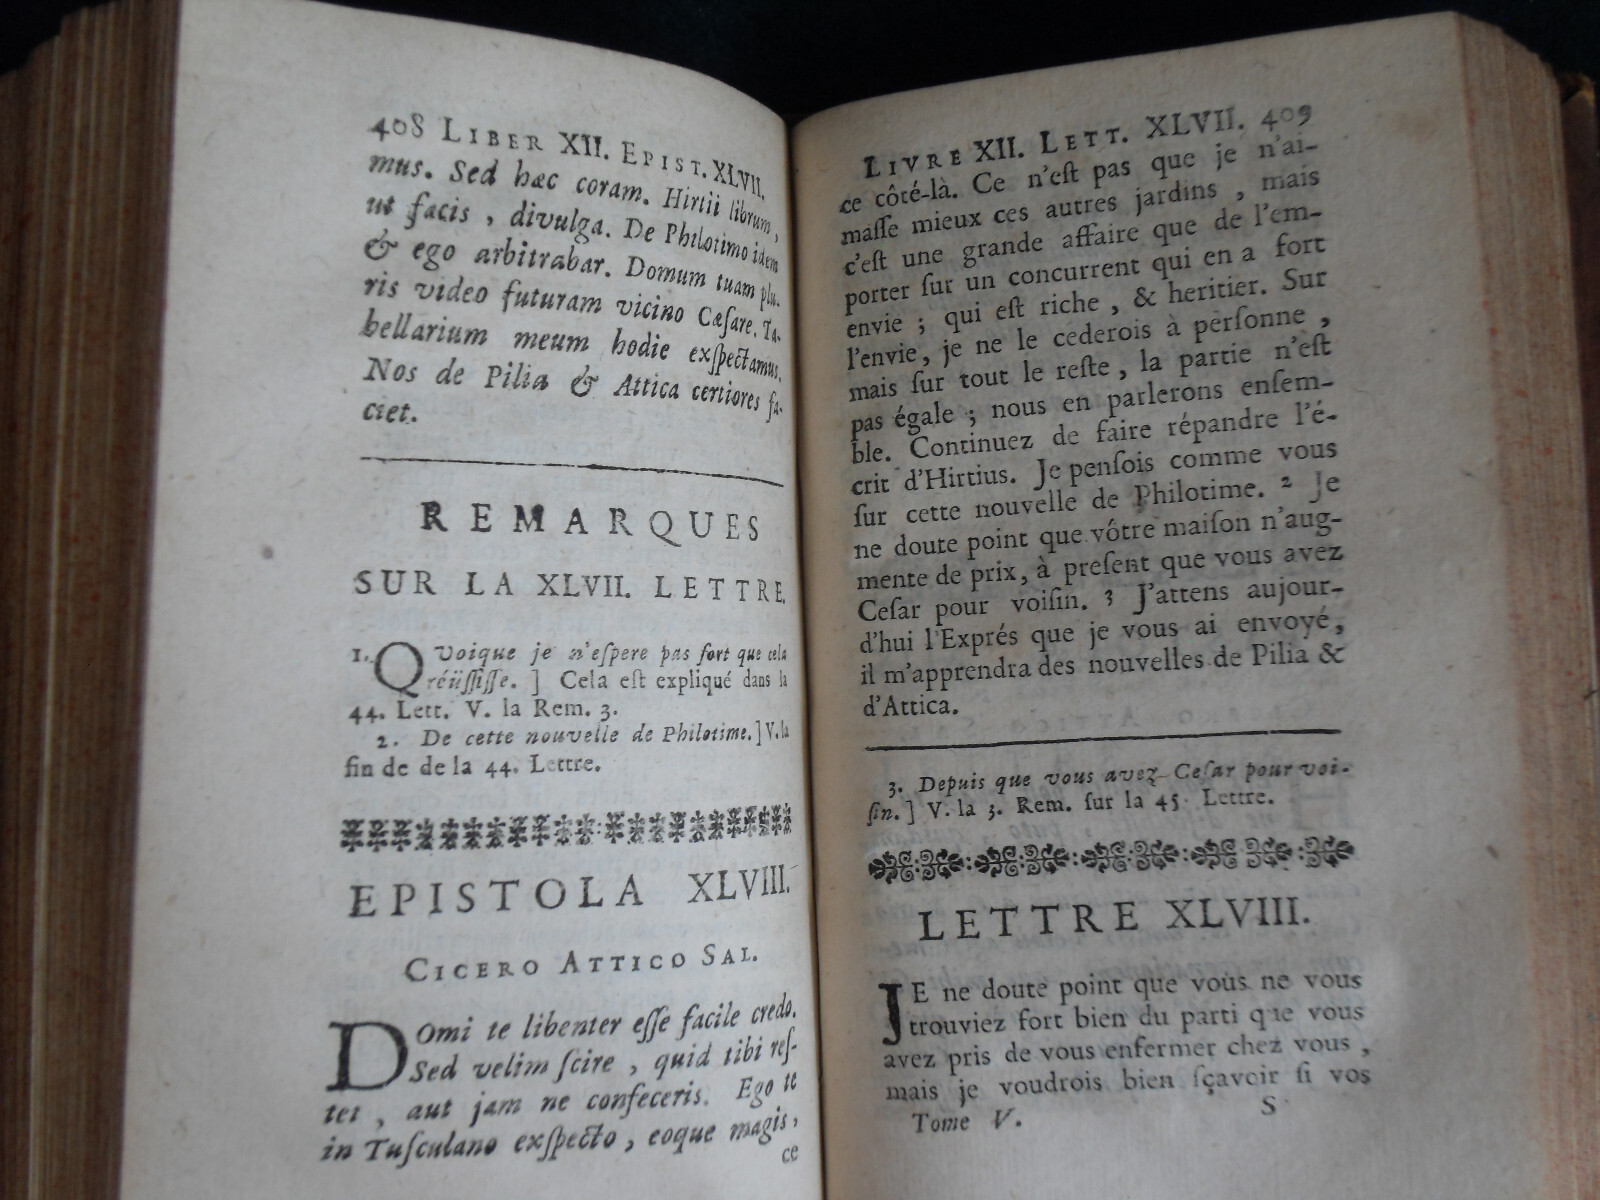 408 LIBER XII. EPIST. XLVII.
mus. Sed hæc coram. Hirtii librum,
ut facis, divulga. De Philotimo idem
& ego arbitrabar. Domum tuam plu-
ris video futuram vicino Cæſare. Ta-
bellarium meum hodie exſpectamus.
Nos de Pilia & Attica certiores fa-
ciet.
REMARQUES
SUR LA XLVII. LETTRE.
1. QVoique je n'eſpere pas fort que cela
réüſſiſſe. ] Cela eſt expliqué dans la
44. Lett. V. la Rem. 3.
2. De cette nouvelle de Philotime. ] V. la
fin de de la 44. Lettre.
EPISTOLA XLVIII.
CICERO ATTICO SAL.
DOmi te libenter eſſe facile credo.
Sed velim ſcire, quid tibi reſ-
tet, aut jam ne confeceris. Ego te
in Tuſculano exſpecto, eoque magis,
ce
LIVRE XII. LETT. XLVII. 409
ce côté-là. Ce n'eſt pas que je n'ai-
maſſe mieux ces autres jardins, mais
c'eſt une grande affaire que de l'em-
porter ſur un concurrent qui en a fort
envie ; qui eſt riche, & heritier. Sur
l'envie, je ne le cederois à perſonne,
mais ſur tout le reſte, la partie n'eſt
pas égale ; nous en parlerons enſem-
ble. Continuez de faire répandre l'é-
crit d'Hirtius. Je penſois comme vous
ſur cette nouvelle de Philotime. 2 Je
ne doute point que vôtre maiſon n'aug-
mente de prix, à preſent que vous avez
Ceſar pour voiſin. 3 J'attens aujour-
d'hui l'Exprés que je vous ai envoyé,
il m'apprendra des nouvelles de Pilia &
d'Attica.
3. Depuis que vous avez Ceſar pour voi-
ſin. ] V. la 3. Rem. ſur la 45. Lettre.
LETTRE XLVIII.
JE ne doute point que vous ne vous
trouviez fort bien du parti que vous
avez pris de vous enfermer chez vous,
mais je voudrois bien ſçavoir ſi vos
Tome V. S